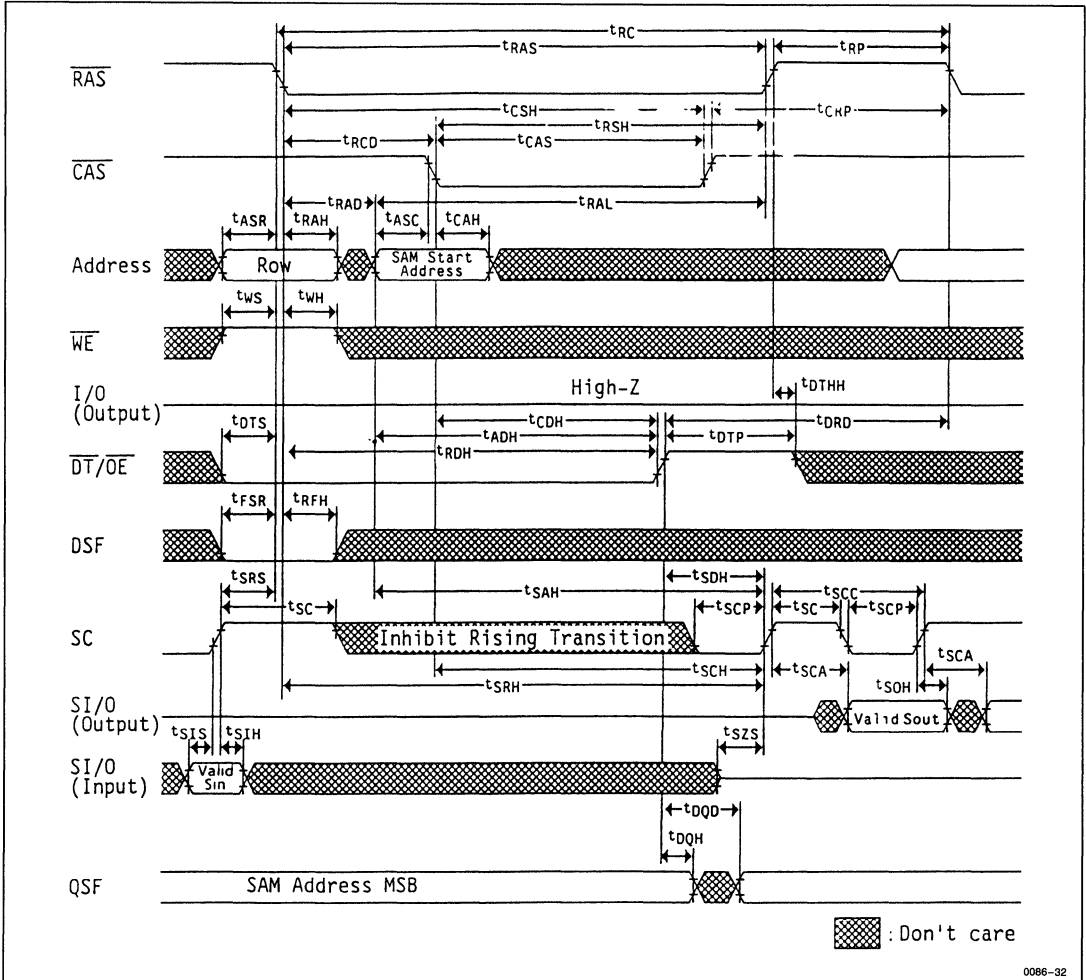 tRC
tRAS
tRP
RAS
tCSH
tCRP
tRSH
tRCD
tCAS
CAS
tRAD
tRAL
tASR
tRAH
tASC
tCAH
Address
Row
SAM Start
Address
tWS
tWH
WE
I/O
(Output)
High-Z
tDTHH
tDTS
tCDH
tDRD
tADH
tDTP
tRDH
DT/OE
tFSR
tRFH
DSF
tSRS
tSDH
tSAH
tSCC
tSC
tSCP
tSC
tSCP
SC
Inhibit Rising Transition
tSCH
tSCA
tSCA
tSRH
tSOH
SI/O
(Output)
Valid Sout
tSIS
tSIH
tSZS
SI/O
(Input)
Valid
Sin
tDQD
tDQH
QSF
SAM Address MSB
: Don't care
0086-32